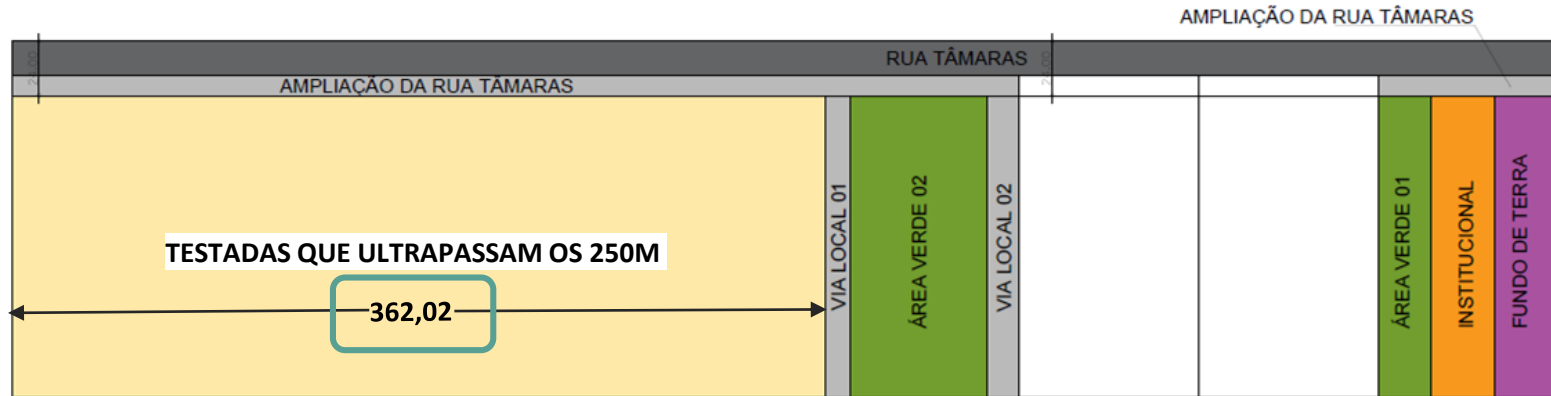 AMPLIAÇÃO DA RUA TÂMARAS
RUA TÂMARAS
AMPLIAÇÃO DA RUA TÂMARAS
TESTADAS QUE ULTRAPASSAM OS 250M
362,02
VIA LOCAL 01
ÁREA VERDE 02
VIA LOCAL 02
ÁREA VERDE 01
INSTITUCIONAL
FUNDO DE TERRA